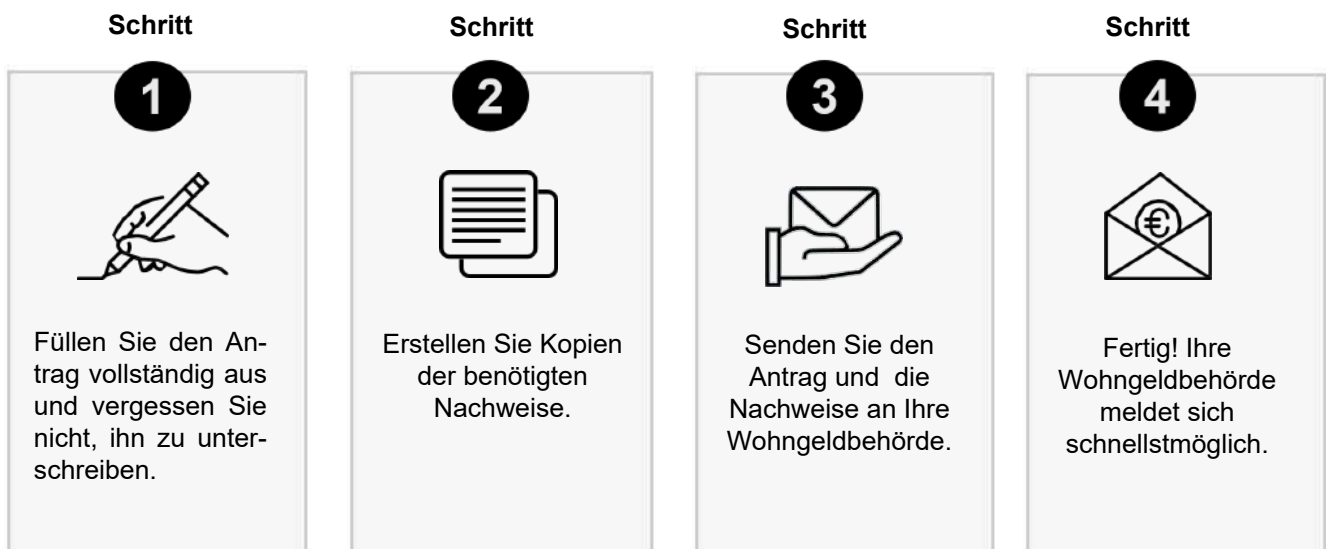 Schritt
1
Füllen Sie den An-
trag vollständig aus
und vergessen Sie
nicht, ihn zu unter-
schreiben.
Schritt
2
Erstellen Sie Kopien
der benötigten
Nachweise.
Schritt
3
Senden Sie den
Antrag und  die
Nachweise an Ihre
Wohngeldbehörde.
Schritt
4
€
Fertig! Ihre
Wohngeldbehörde
meldet sich
schnellstmöglich.